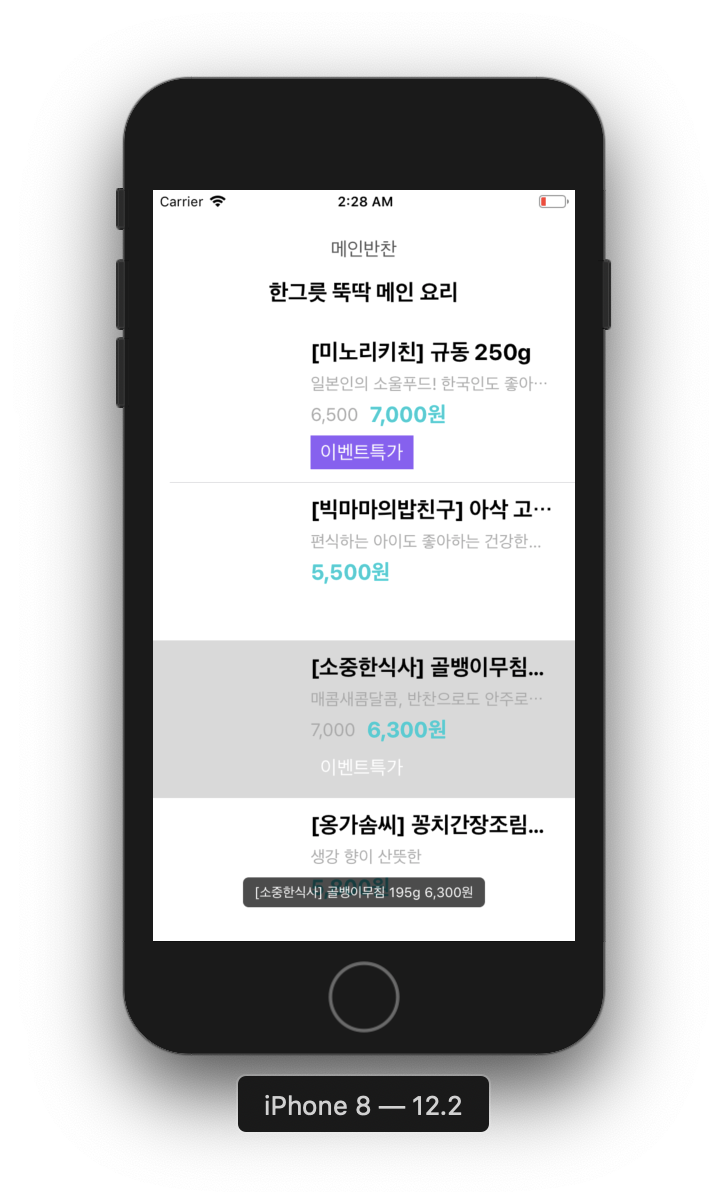 Carrier 2:28 AM
메인반찬
한그릇 뚝딱 메인 요리
[미노리키친] 규동 250g
일본인의 소울푸드! 한국인도 좋아…
6,500 7,000원
이벤트특가
[빅마마의밥친구] 아삭 고…
편식하는 아이도 좋아하는 건강한...
5,500원
[소중한식사] 골뱅이무침...
매콤새콤달콤, 반찬으로도 안주로…
7,000 6,300원
이벤트특가
[옹가솜씨] 꽁치간장조림...
생강 향이 산뜻한
[소중한식사] 골뱅이무침 195g 6,300원
iPhone 8 — 12.2